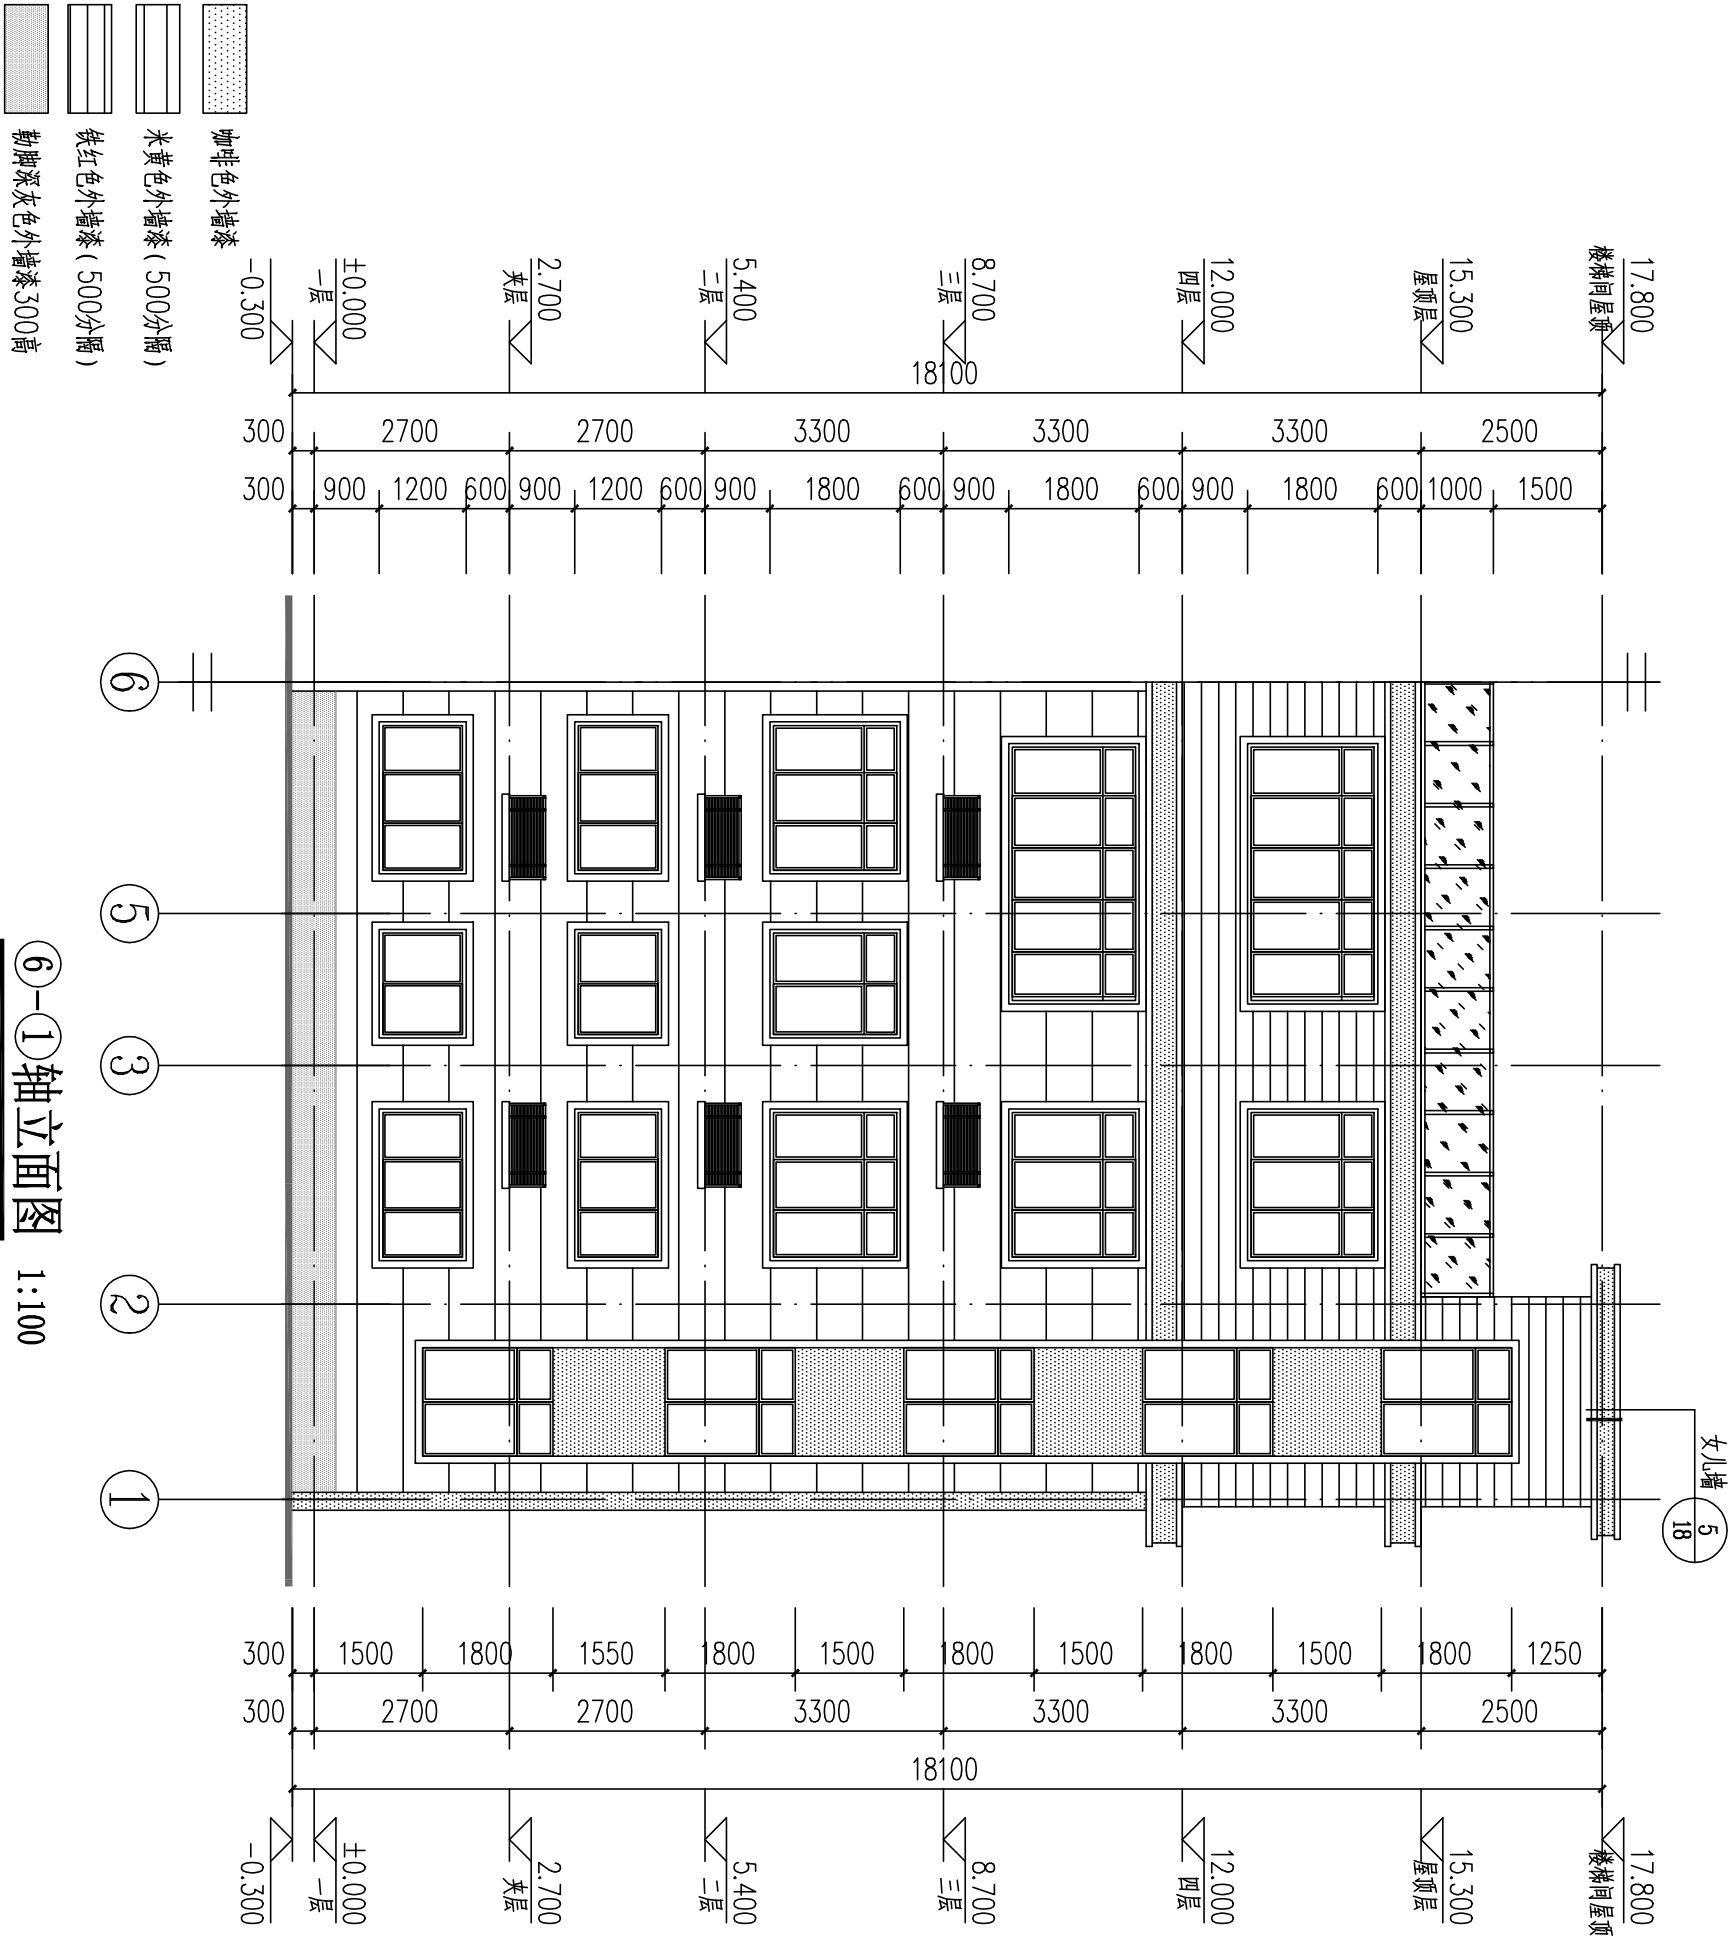 咖啡色外墙漆
米黄色外墙漆(500分隔)
铁红色外墙漆(500分隔)
勒脚深灰色外墙漆300高
17.800
楼梯间屋顶
15.300
屋顶层
12.000
四层
8.700
三层
5.400
二层
2.700
夹层
±0.000
一层
-0.300
18100
300 2700 2700 3300 3300 3300 2500
300 900 1200 600 900 1200 600 900 1800 600 900 1800 600 900 1800 600 1000 1500
6
5
3
2
1
女儿墙
5
18
300 1500 1800 1550 1800 1500 1800 1500 1800 1500 1800 1250
300 2700 2700 3300 3300 3300 2500
18100
17.800
楼梯间屋顶
15.300
屋顶层
12.000
四层
8.700
三层
5.400
二层
2.700
夹层
±0.000
一层
-0.300
⑥-①轴立面图 1:100